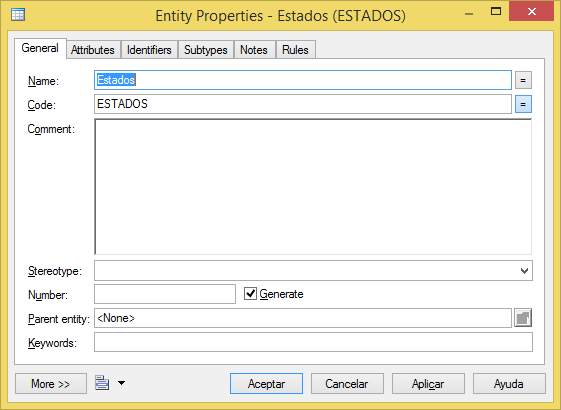 Entity Properties - Estados (ESTADOS)
General Attributes Identifiers Subtypes Notes Rules
Name: Estados =
Code: ESTADOS =
Comment:
Stereotype:
Number: Generate
Parent entity: <None>
Keywords:
More >> Aceptar Cancelar Aplicar Ayuda